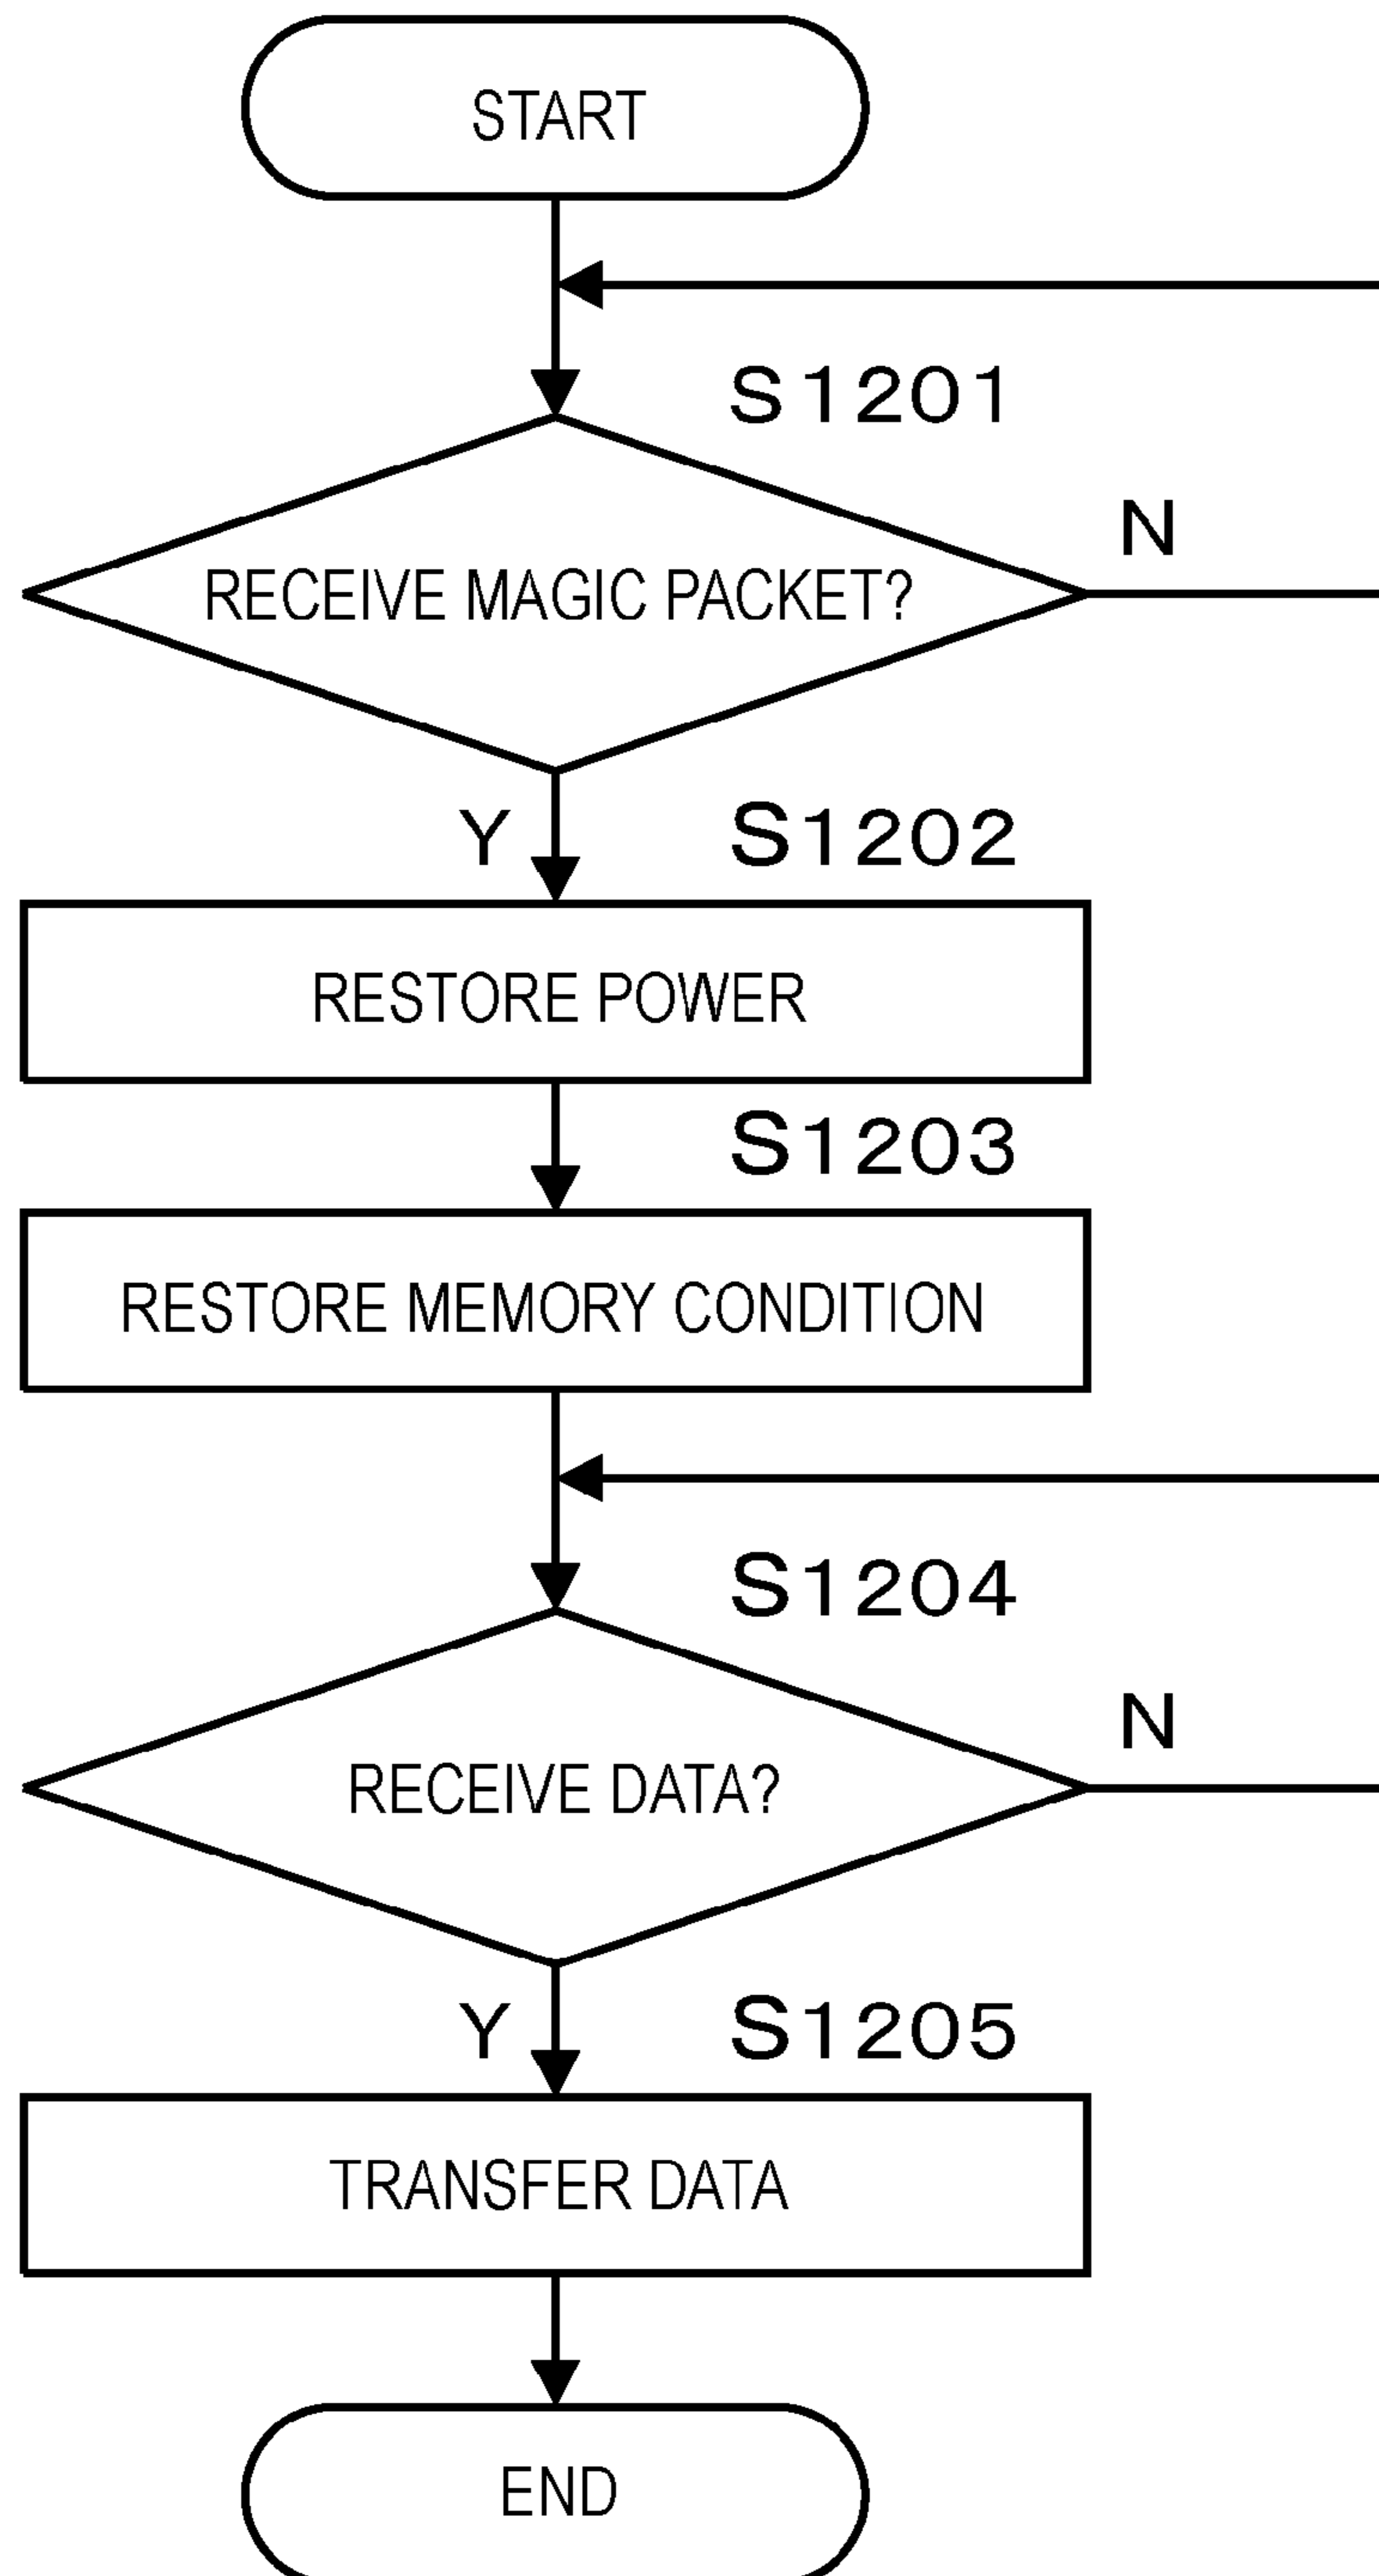 START
S1201
N
RECEIVE MAGIC PACKET?
Y
S1202
RESTORE POWER
S1203
RESTORE MEMORY CONDITION
S1204
N
RECEIVE DATA?
Y
S1205
TRANSFER DATA
END